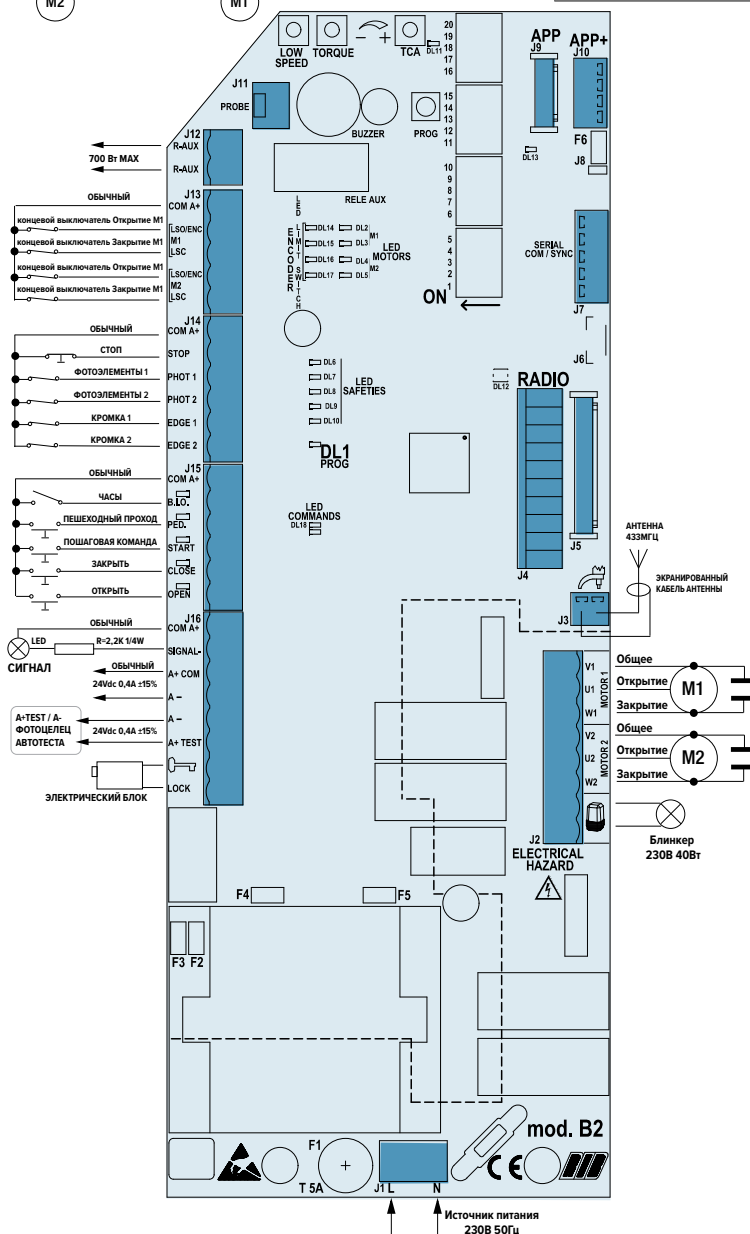 M2
M1
LOW SPEED
TORQUE
− +
TCA
DL11
20
19
18
17
16
15
14
13
12
11
10
9
8
7
6
5
4
3
2
1
ON
APP
J9
APP+
J10
F6
J8
DL13
J11
PROBE
BUZZER
PROG
RELE AUX
J12
R-AUX
700 Вт MAX
R-AUX
J13
ОБЫЧНЫЙ
COM A+
концевой выключатель Открытие М1
LSO/ENC
M1
концевой выключатель Закрытие М1
LSC
концевой выключатель Открытие М1
LSO/ENC
M2
концевой выключатель Закрытие М1
LSC
LED
ENCODER
LIMIT SWITCH
DL14
DL2
DL15
M1
DL3
DL16
DL4
M2
DL17
DL5
LED
MOTORS
SERIAL
COM / SYNC
J7
J6
J14
ОБЫЧНЫЙ
COM A+
СТОП
STOP
ФОТОЭЛЕМЕНТЫ 1
PHOT 1
ФОТОЭЛЕМЕНТЫ 2
PHOT 2
КРОМКА 1
EDGE 1
КРОМКА 2
EDGE 2
DL6
DL7
DL8
DL9
DL10
LED
SAFETIES
DL1
PROG
DL12
RADIO
J4
J5
J15
ОБЫЧНЫЙ
COM A+
ЧАСЫ
B.I.O.
ПЕШЕХОДНЫЙ ПРОХОД
PED.
ПОШАГОВАЯ КОМАНДА
START
ЗАКРЫТЬ
CLOSE
ОТКРЫТЬ
OPEN
LED
COMMANDS
DL18
АНТЕННА
433МГЦ
ЭКРАНИРОВАННЫЙ
КАБЕЛЬ АНТЕННЫ
J3
J16
ОБЫЧНЫЙ
COM A+
LED
R=2,2K 1/4W
SIGNAL-
СИГНАЛ
ОБЫЧНЫЙ
A+ COM
24Vdc 0,4A ±15%
A −
A+TEST / A-
ФОТОЦЕЛЕЦ
АВТОТЕСТА
A −
24Vdc 0,4A ±15%
A+ TEST
LOCK
ЭЛЕКТРИЧЕСКИЙ БЛОК
V1
U1
W1
MOTOR 1
Общее
Открытие
Закрытие
M1
V2
U2
W2
MOTOR 2
Общее
Открытие
Закрытие
M2
Блинкер
230В 40Вт
J2
ELECTRICAL
HAZARD
F4
F5
F3
F2
mod. B2
F1
T 5A
J1
L
N
CE
Источник питания
230В 50Гц